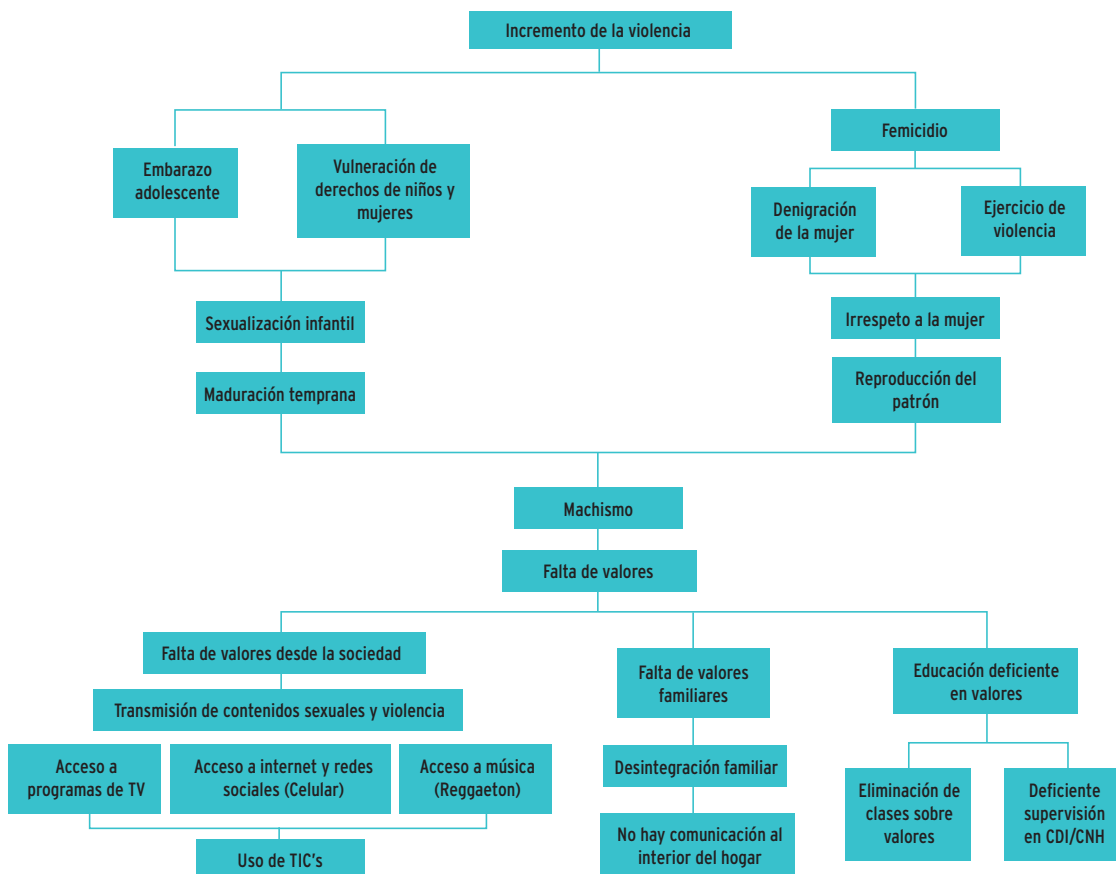 Incremento de la violencia
Embarazo
adolescente
Vulneración de
derechos de niños y
mujeres
Femicidio
Denigración
de la mujer
Ejercicio de
violencia
Sexualización infantil
Irrespeto a la mujer
Maduración temprana
Reproducción del
patrón
Machismo
Falta de valores
Falta de valores desde la sociedad
Falta de valores
familiares
Educación deficiente
en valores
Transmisión de contenidos sexuales y violencia
Acceso a
programas de TV
Acceso a internet y redes
sociales (Celular)
Acceso a música
(Reggaeton)
Desintegración familiar
Eliminación de
clases sobre
valores
Deficiente
supervisión
en CDI/CNH
Uso de TIC's
No hay comunicación al
interior del hogar